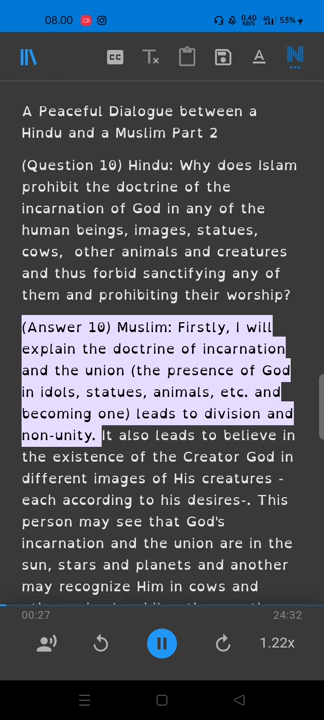 08.00
0,40
KB/S
53%
CC
A Peaceful Dialogue between a
Hindu and a Muslim Part 2
(Question 10) Hindu: Why does Islam
prohibit the doctrine of the
incarnation of God in any of the
human beings, images, statues,
cows, other animals and creatures
and thus forbid sanctifying any of
them and prohibiting their worship?
(Answer 10) Muslim: Firstly, I will
explain the doctrine of incarnation
and the union (the presence of God
in idols, statues, animals, etc. and
becoming one) leads to division and
non-unity. It also leads to believe in
the existence of the Creator God in
different images of His creatures -
each according to his desires-. This
person may see that God's
incarnation and the union are in the
sun, stars and planets and another
may recognize Him in cows and
00:27
24:32
1.22x